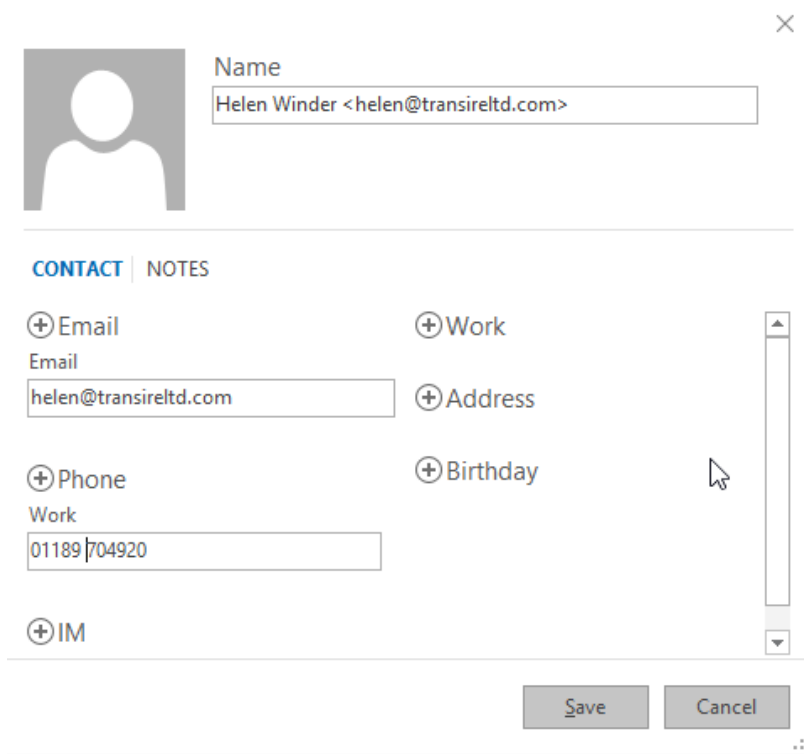 Name
Helen Winder <helen@transireltd.com>
CONTACT NOTES
Email
Email
helen@transireltd.com
Phone
Work
01189 704920
IM
Work
Address
Birthday
Save Cancel